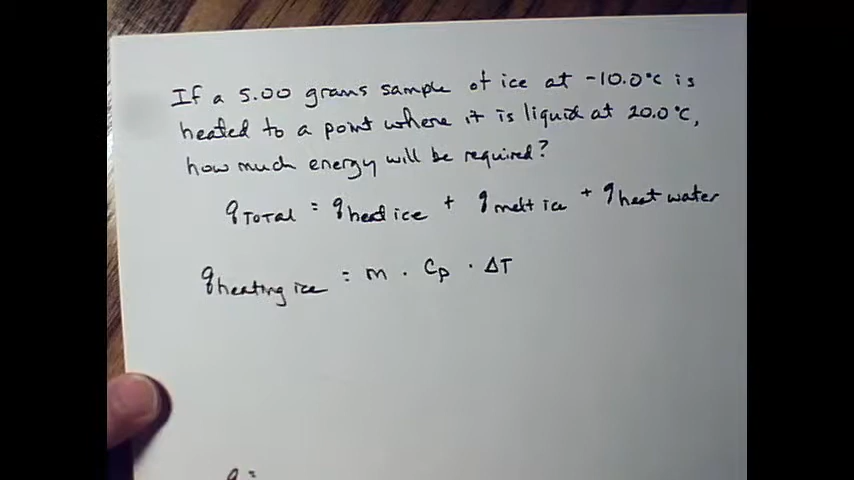 If a 5.00 grams sample of ice at -10.0°C is
heated to a point where it is liquid at 20.0°C,
how much energy will be required?
qTOTAL = qheat ice + qmelt ice + qheat water
qheating ice = m · Cp · ΔT
q =